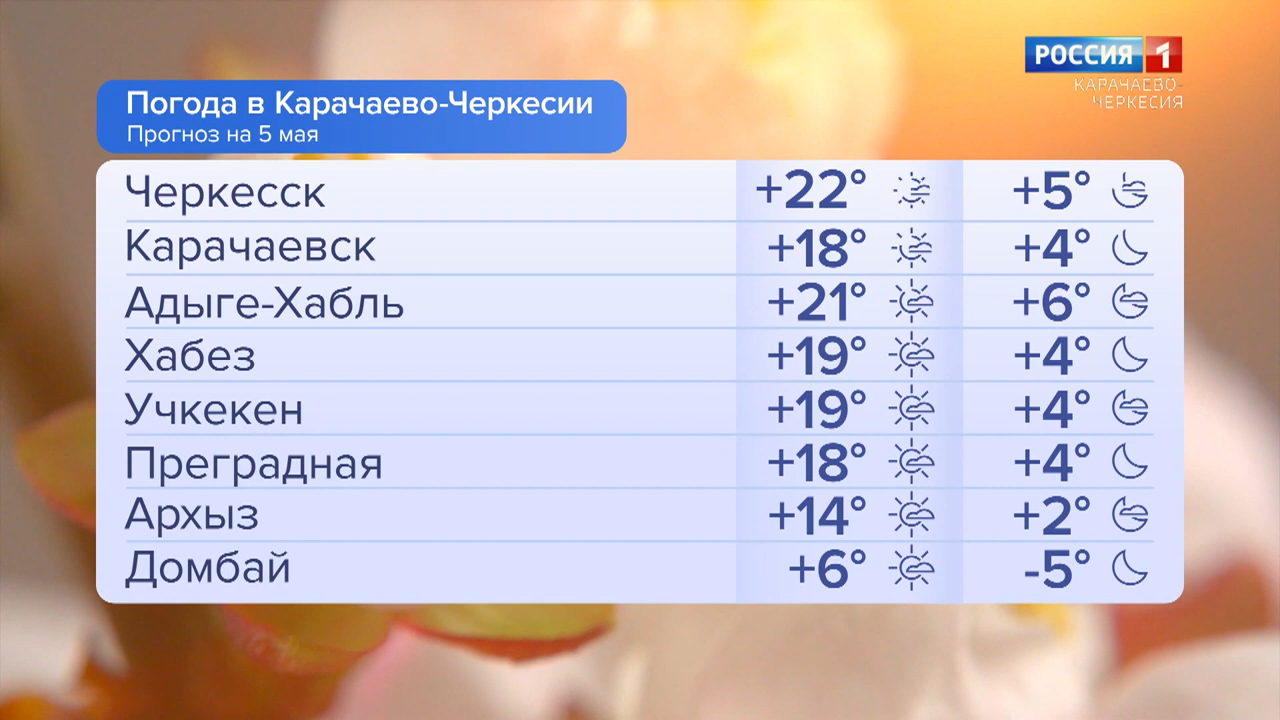 РОССИЯ 1
КАРАЧАЕВО-
ЧЕРКЕСИЯ
Погода в Карачаево-Черкесии
Прогноз на 5 мая
Черкесск +22° +5°
Карачаевск +18° +4°
Адыге-Хабль +21° +6°
Хабез +19° +4°
Учкекен +19° +4°
Преградная +18° +4°
Архыз +14° +2°
Домбай +6° -5°